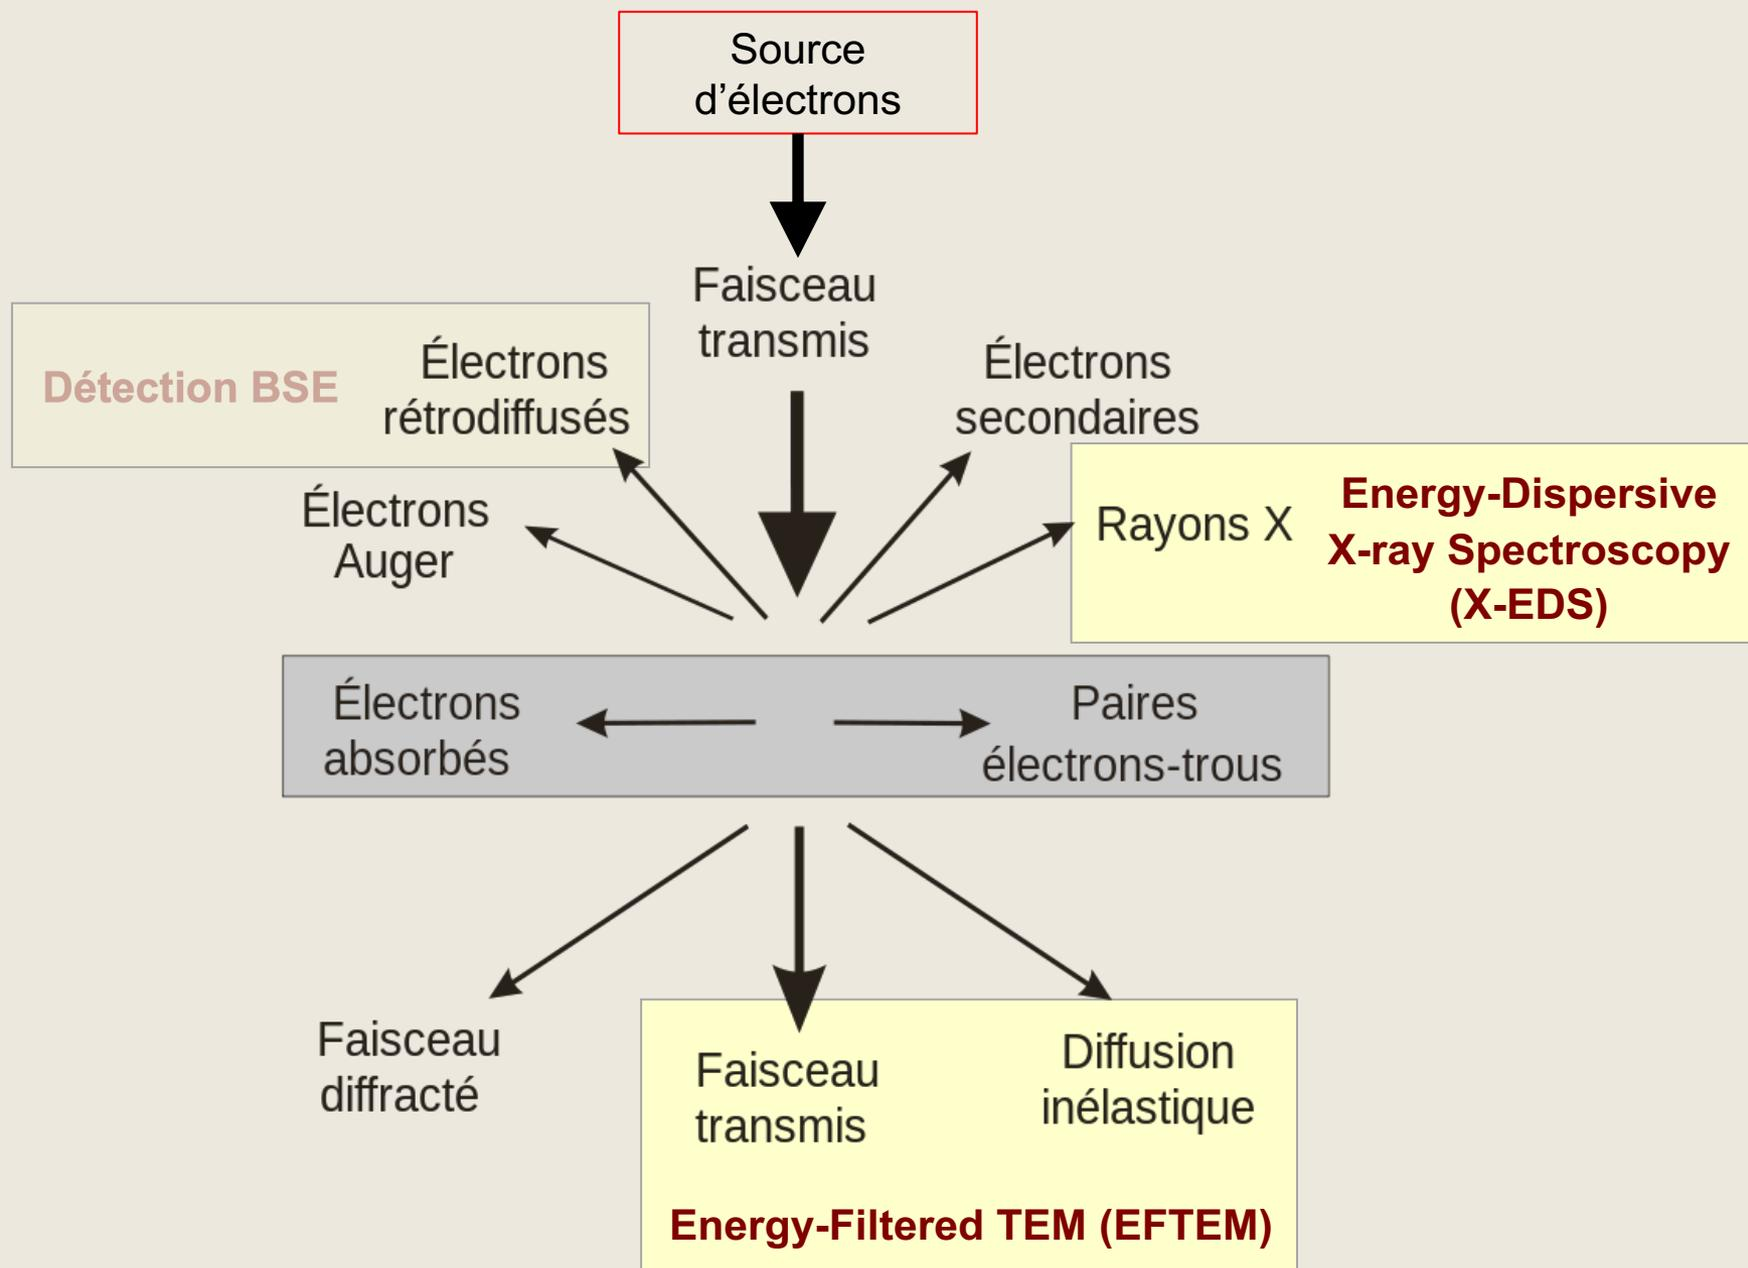 Source
d’électrons
Faisceau
transmis
Détection BSE
Électrons
rétrodiffusés
Électrons
secondaires
Électrons
Auger
Rayons X
Energy-Dispersive
X-ray Spectroscopy
(X-EDS)
Électrons
absorbés
Paires
électrons-trous
Faisceau
diffracté
Faisceau
transmis
Diffusion
inélastique
Energy-Filtered TEM (EFTEM)